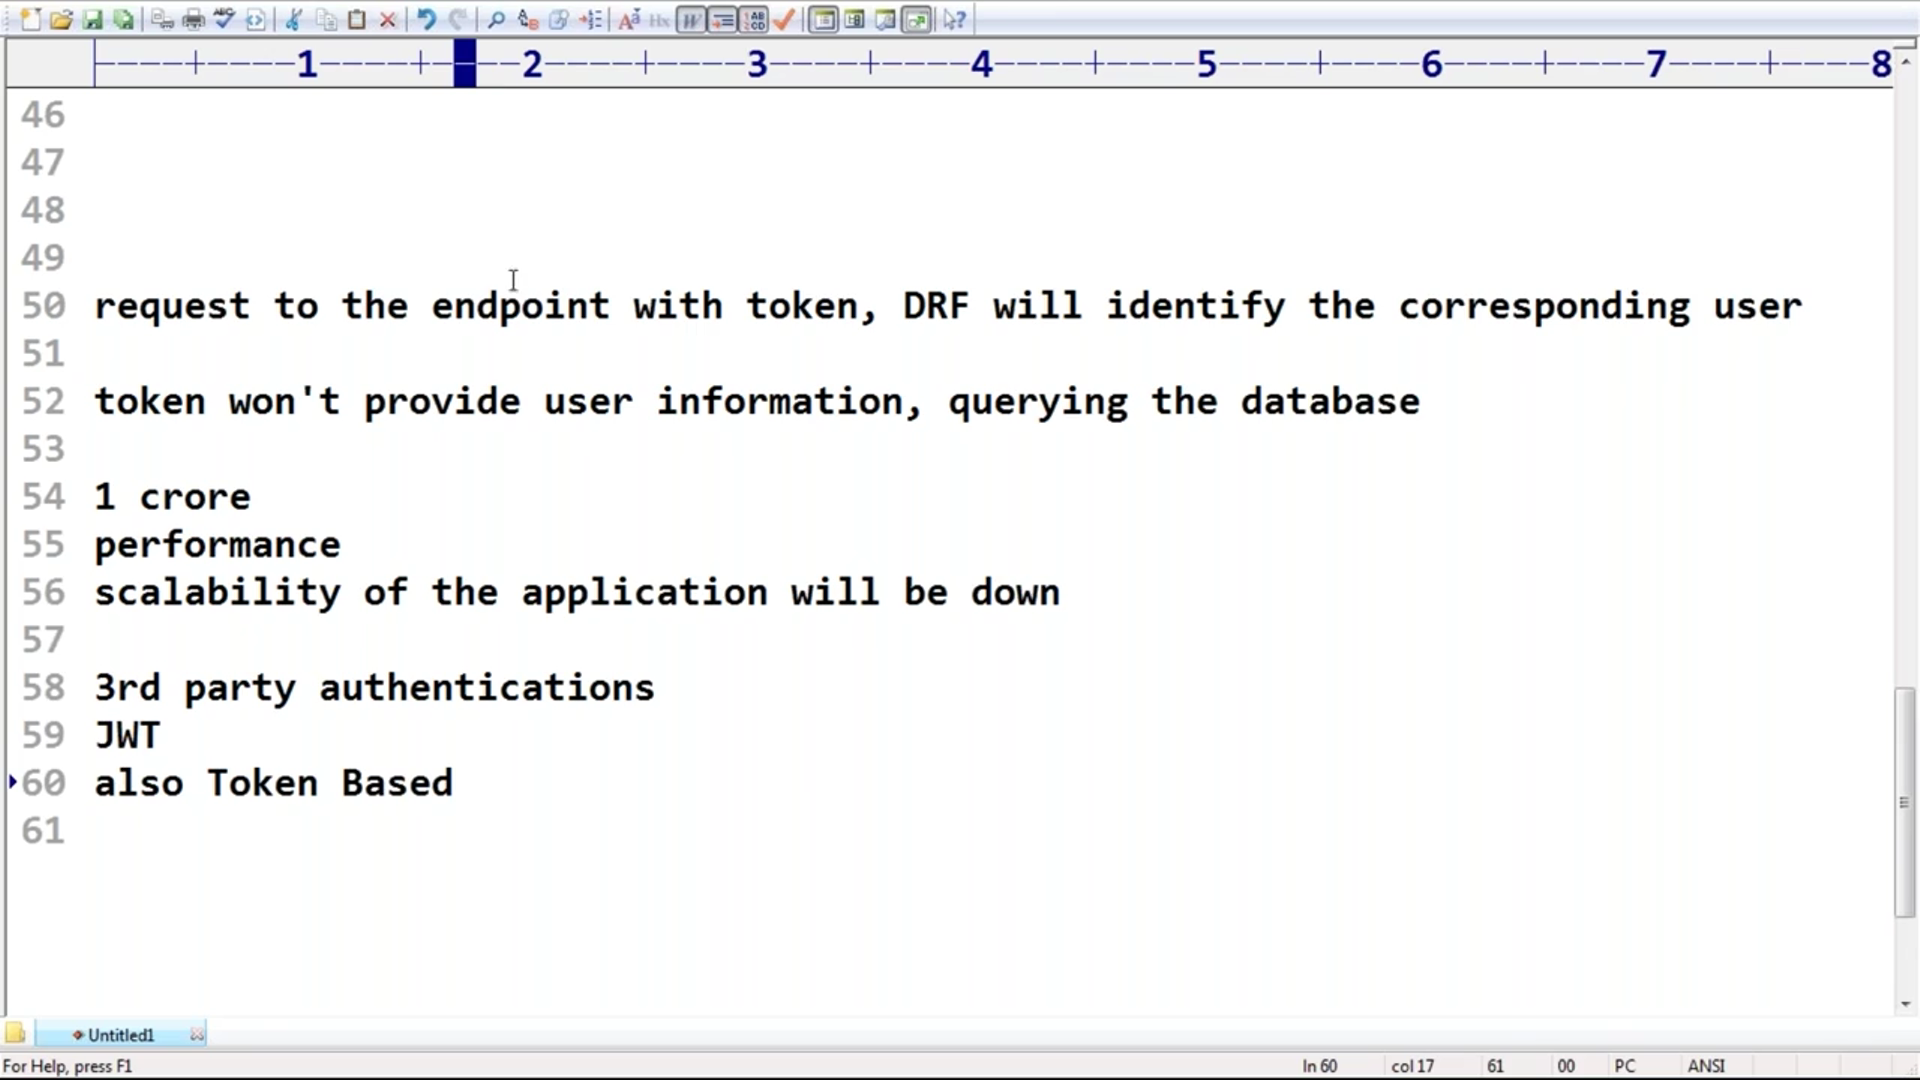 1 2 3 4 5 6 7 8
46
47
48
49
50 request to the endpoint with token, DRF will identify the corresponding user
51
52 token won't provide user information, querying the database
53
54 1 crore
55 performance
56 scalability of the application will be down
57
58 3rd party authentications
59 JWT
60 also Token Based
61
Untitled1
For Help, press F1 ln 60 col 17 61 00 PC ANSI